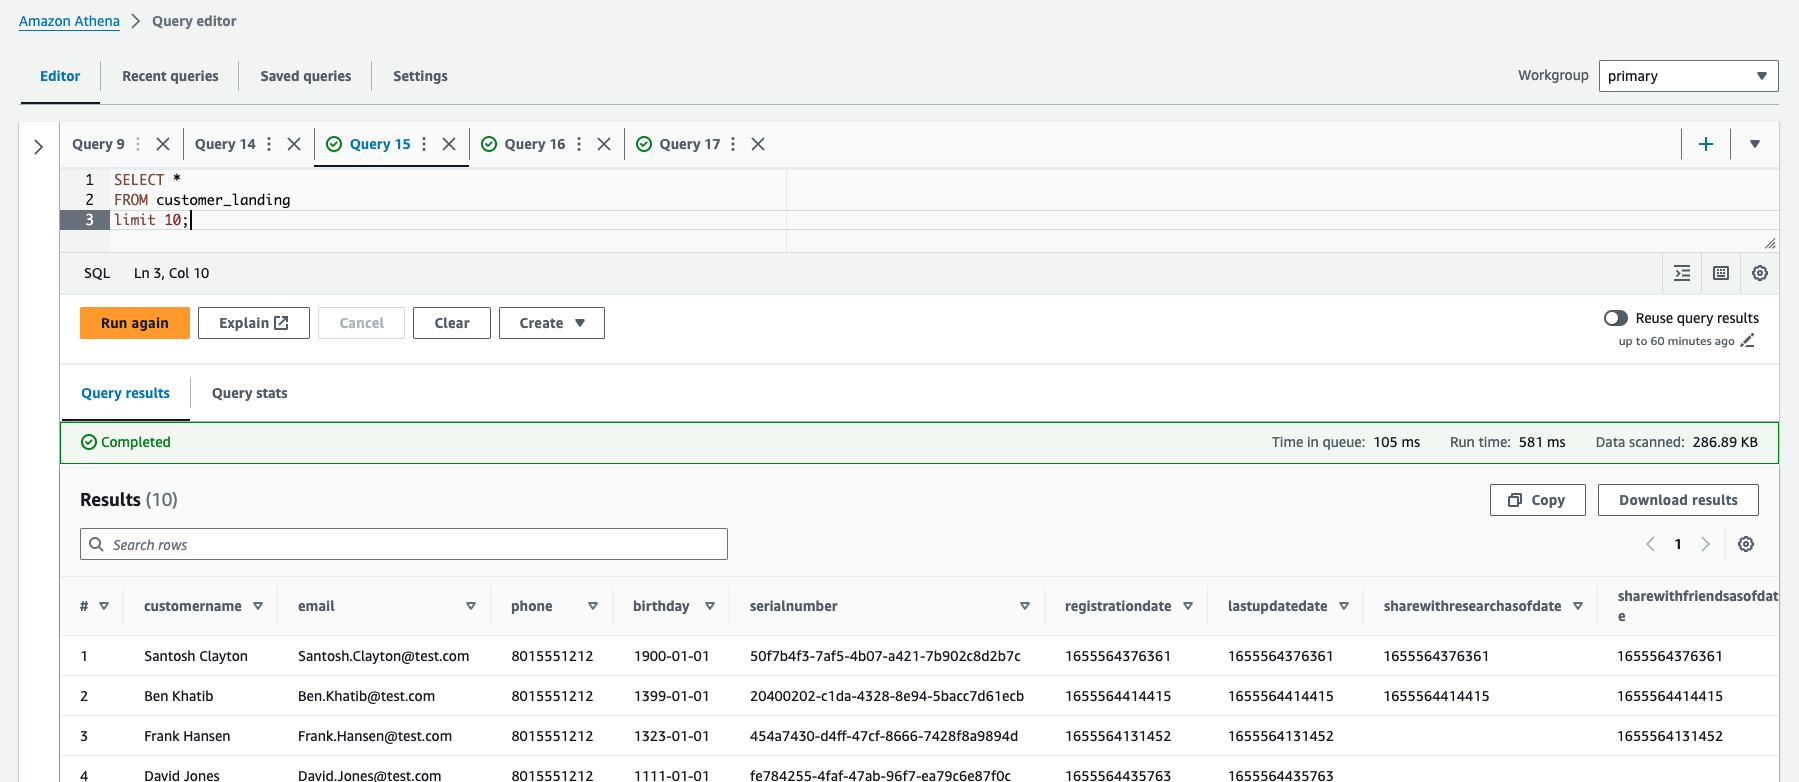 Amazon Athena > Query editor
Editor Recent queries Saved queries Settings Workgroup primary
Query 9 Query 14 Query 15 Query 16 Query 17
1 SELECT *
2 FROM customer_landing
3 limit 10;
SQL Ln 3, Col 10
Run again Explain Cancel Clear Create Reuse query results
up to 60 minutes ago
Query results Query stats
Completed Time in queue: 105 ms Run time: 581 ms Data scanned: 286.89 KB
Results (10) Copy Download results
Search rows 1
# customername email phone birthday serialnumber registrationdate lastupdatedate sharewithresearchasofdate sharewithfriendsasofdat
e
1 Santosh Clayton Santosh.Clayton@test.com 8015551212 1900-01-01 50f7b4f3-7af5-4b07-a421-7b902c8d2b7c 1655564376361 1655564376361 1655564376361 1655564376361
2 Ben Khatib Ben.Khatib@test.com 8015551212 1399-01-01 20400202-c1da-4328-8e94-5bacc7d61ecb 1655564414415 1655564414415 1655564414415 1655564414415
3 Frank Hansen Frank.Hansen@test.com 8015551212 1323-01-01 454a7430-d4ff-47cf-8666-7428f8a9894d 1655564131452 1655564131452 1655564131452
4 David Jones David.Jones@test.com 8015551212 1111-01-01 fe784255-4faf-47ab-96f7-ea79c6e87f0c 1655564435763 1655564435763